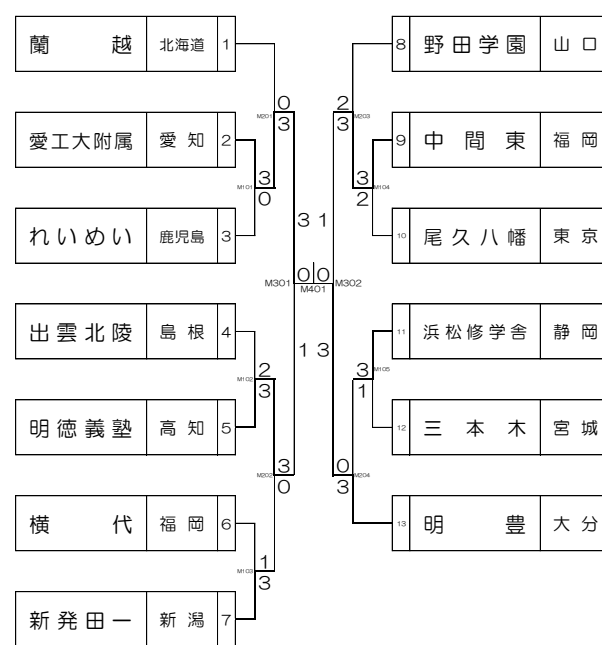 蘭越 北海道 1
愛工大附属 愛知 2
れいめい 鹿児島 3
出雲北陵 島根 4
明徳義塾 高知 5
横代 福岡 6
新発田一 新潟 7
8 野田学園 山口
9 中間東 福岡
10 尾久八幡 東京
11 浜松修学舎 静岡
12 三本木 宮城
13 明豊 大分
M201 0 3
M101 3 0
M102 2 3
M202 3 0
M103 1 3
M301 3 1
M401 0 0
M302 1 3
M203 2 3
M104 3 2
M105 3 1
M204 0 3